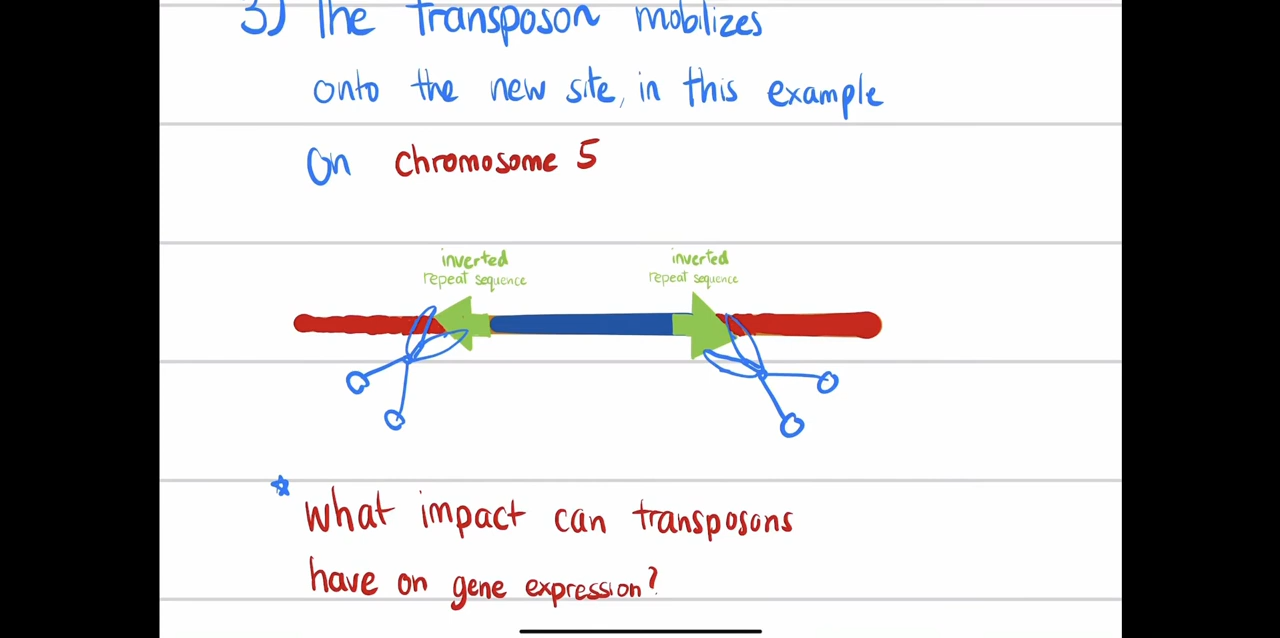 3) The transposon mobilizes
onto the new site, in this example
On chromosome 5
inverted
repeat sequence
inverted
repeat sequence
What impact can transposons
have on gene expression?